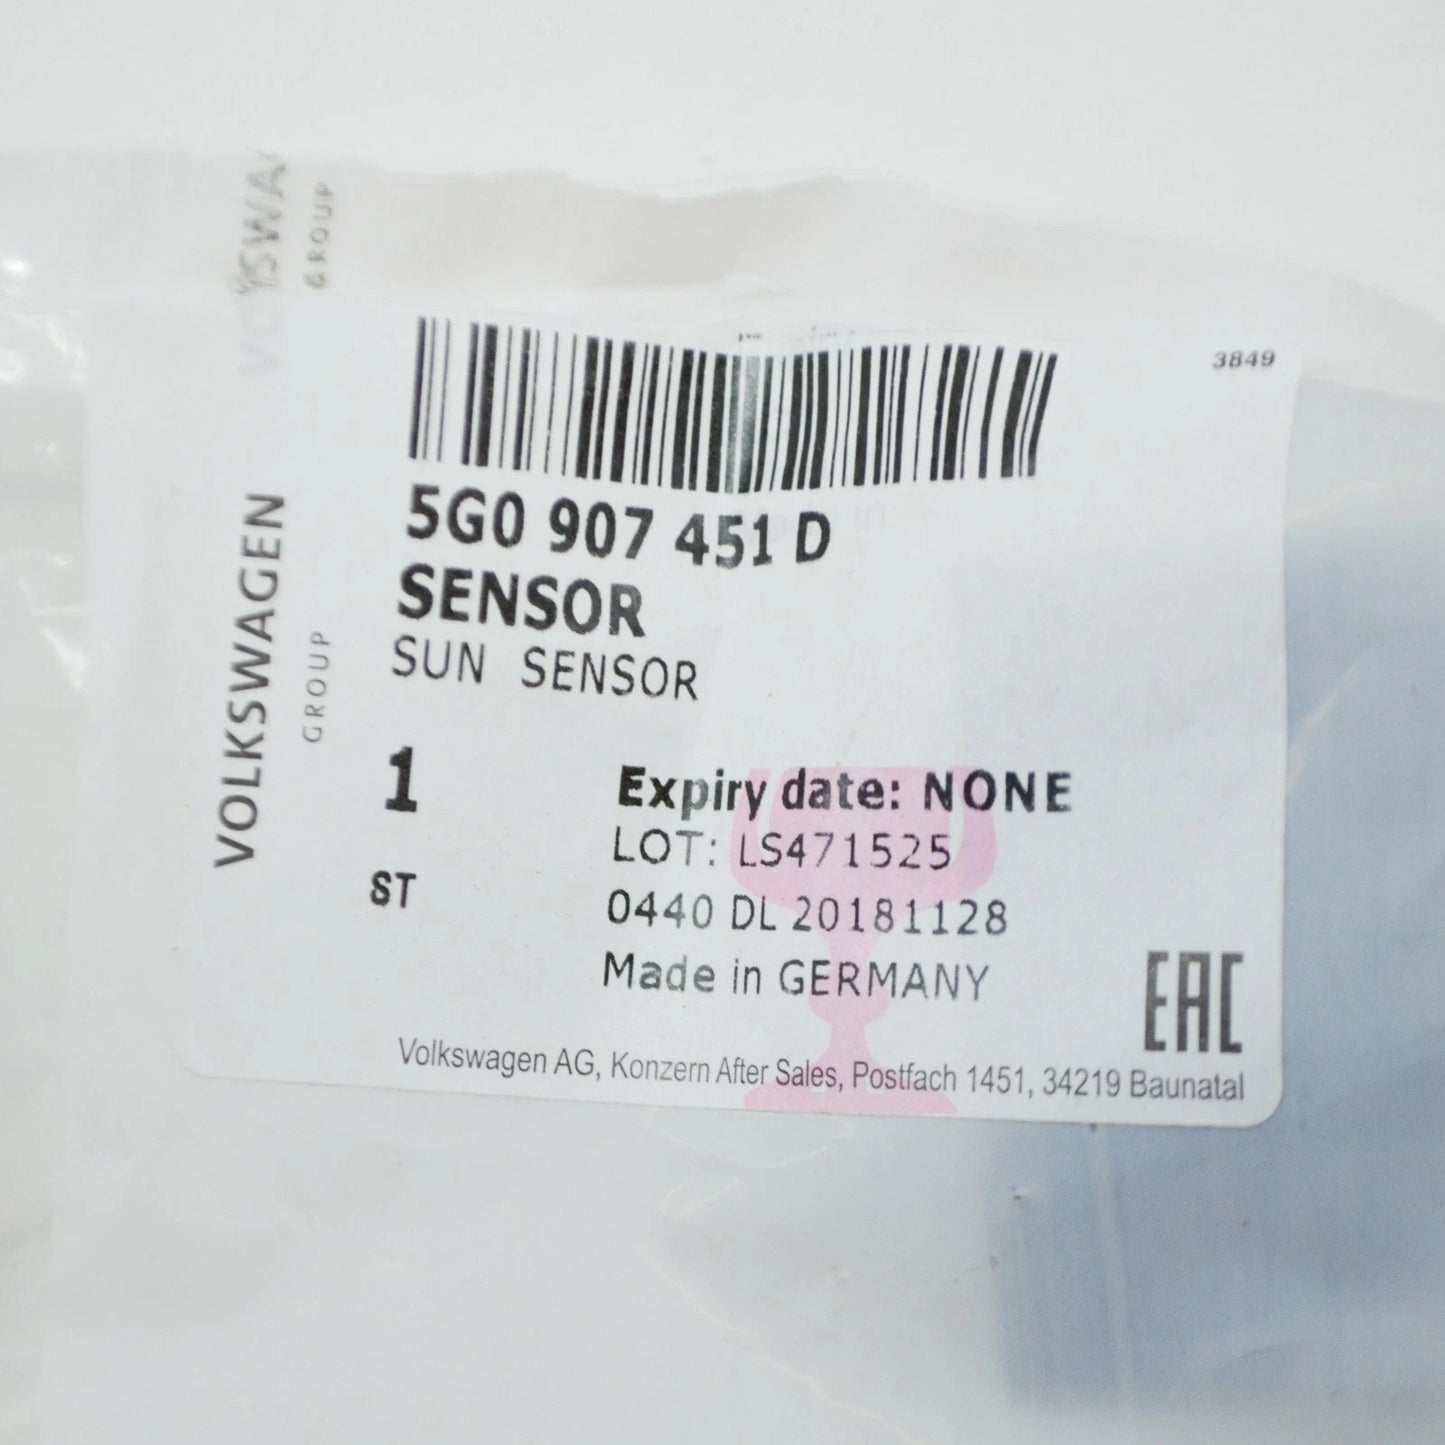 GROUP
3849
5G0 907 451 D
SENSOR
SUN SENSOR
VOLKSWAGEN
GROUP
1
Expiry date: NONE
LOT: LS471525
ST
0440 DL 20181128
Made in GERMANY
EAC
Volkswagen AG, Konzern After Sales, Postfach 1451, 34219 Baunatal